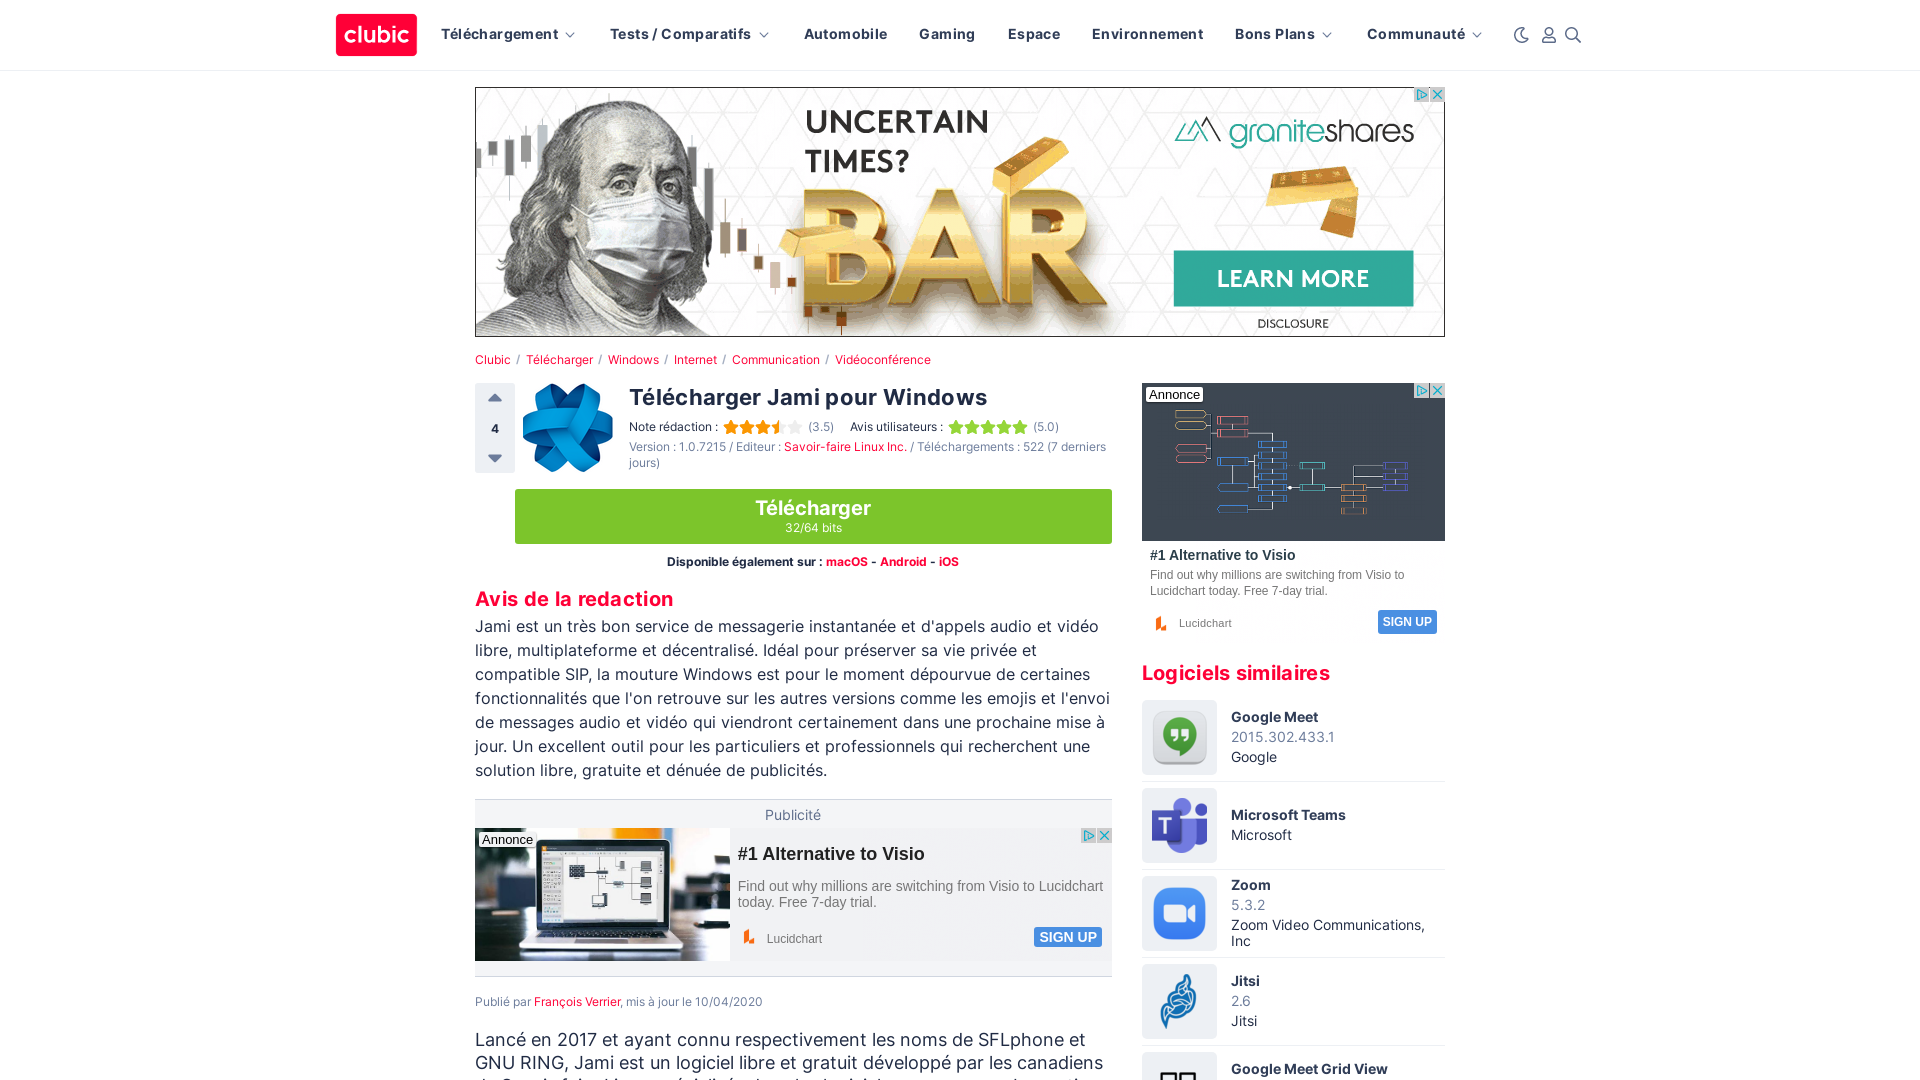 clubic
Téléchargement
Tests / Comparatifs
Automobile
Gaming
Espace
Environnement
Bons Plans
Communauté
UNCERTAIN
TIMES?
BAR
graniteshares
LEARN MORE
DISCLOSURE
Clubic / Télécharger / Windows / Internet / Communication / Vidéoconférence
4
Télécharger Jami pour Windows
Note rédaction : (3.5) Avis utilisateurs : (5.0)
Version : 1.0.7215 / Editeur : Savoir-faire Linux Inc. / Téléchargements : 522 (7 derniers
jours)
Télécharger
32/64 bits
Disponible également sur : macOS - Android - iOS
Avis de la redaction
Jami est un très bon service de messagerie instantanée et d'appels audio et vidéo
libre, multiplateforme et décentralisé. Idéal pour préserver sa vie privée et
compatible SIP, la mouture Windows est pour le moment dépourvue de certaines
fonctionnalités que l'on retrouve sur les autres versions comme les emojis et l'envoi
de messages audio et vidéo qui viendront certainement dans une prochaine mise à
jour. Un excellent outil pour les particuliers et professionnels qui recherchent une
solution libre, gratuite et dénuée de publicités.
Publicité
Annonce
#1 Alternative to Visio
Find out why millions are switching from Visio to Lucidchart
today. Free 7-day trial.
Lucidchart
SIGN UP
Publié par François Verrier, mis à jour le 10/04/2020
Lancé en 2017 et ayant connu respectivement les noms de SFLphone et
GNU RING, Jami est un logiciel libre et gratuit développé par les canadiens
Annonce
#1 Alternative to Visio
Find out why millions are switching from Visio to
Lucidchart today. Free 7-day trial.
Lucidchart
SIGN UP
Logiciels similaires
Google Meet
2015.302.433.1
Google
Microsoft Teams
Microsoft
Zoom
5.3.2
Zoom Video Communications,
Inc
Jitsi
2.6
Jitsi
Google Meet Grid View